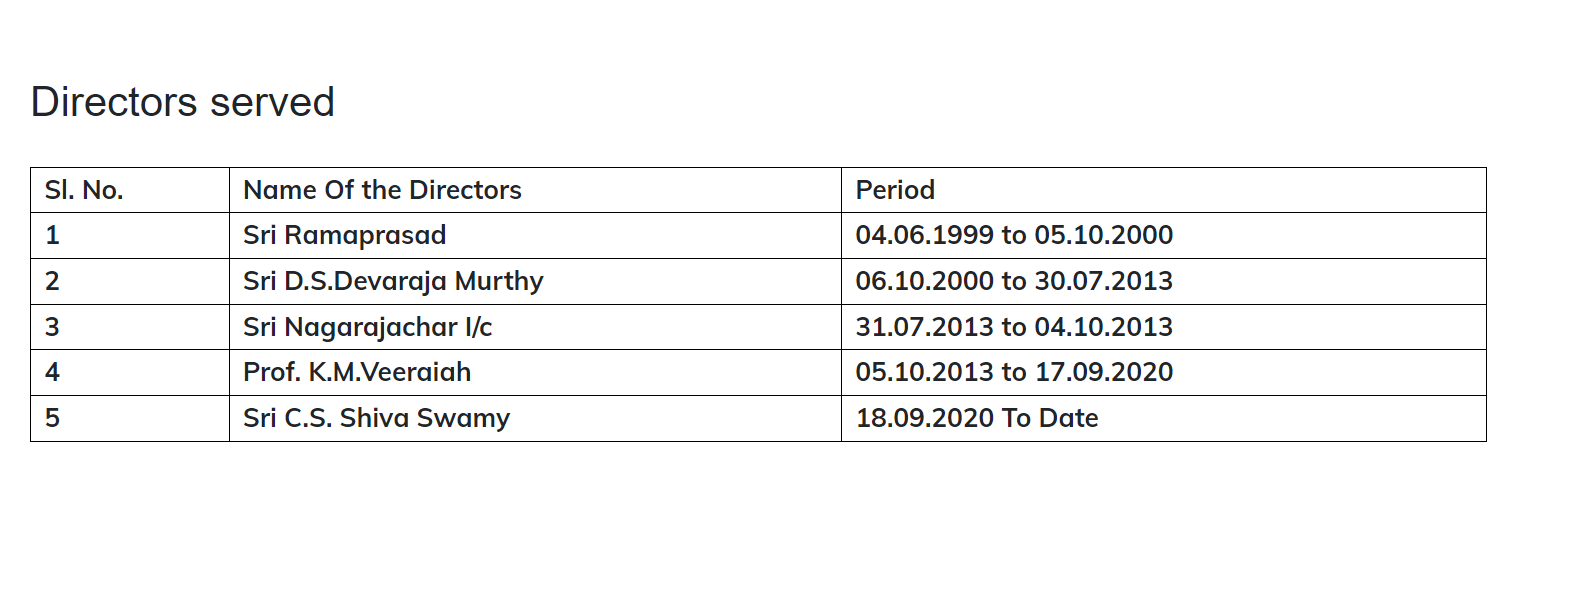 Directors served
Sl. No. Name Of the Directors Period
1 Sri Ramaprasad 04.06.1999 to 05.10.2000
2 Sri D.S.Devaraja Murthy 06.10.2000 to 30.07.2013
3 Sri Nagarajachar I/c 31.07.2013 to 04.10.2013
4 Prof. K.M.Veeraiah 05.10.2013 to 17.09.2020
5 Sri C.S. Shiva Swamy 18.09.2020 To Date